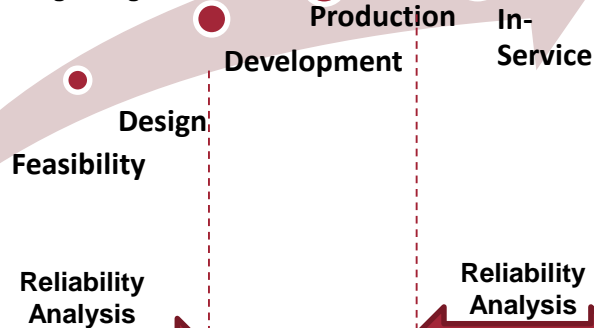 Production
In-
Service
Development
Design
Feasibility
Reliability
Analysis
Reliability
Analysis